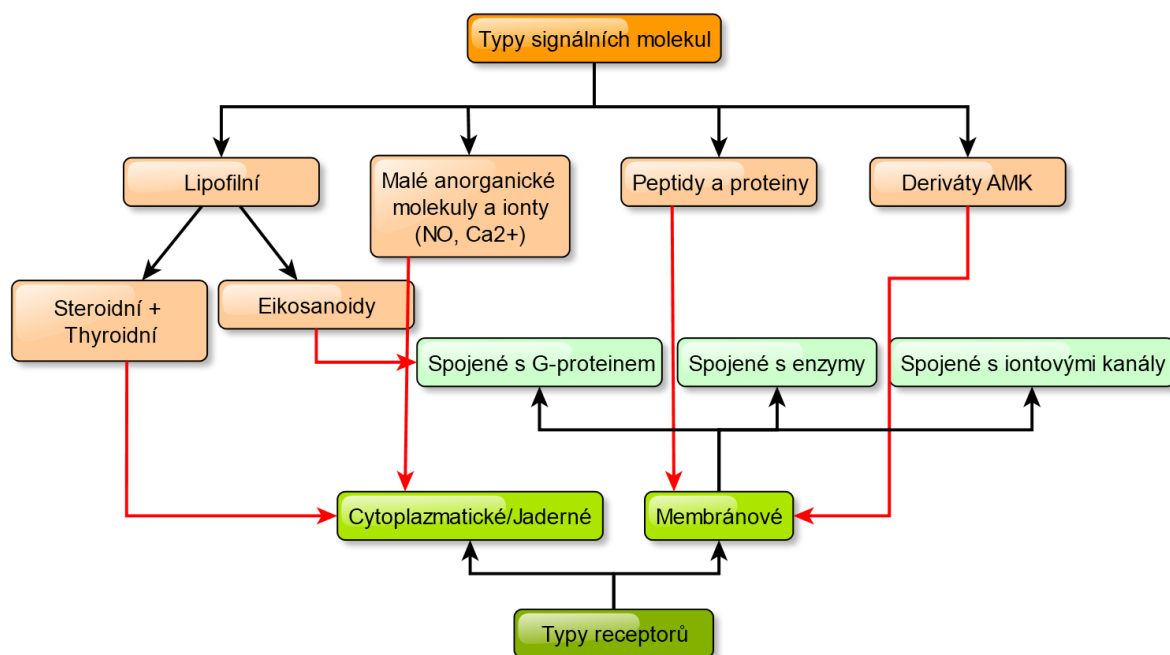 Typy signálních molekul
Lipofilní
Malé anorganické
molekuly a ionty
(NO, Ca2+)
Peptidy a proteiny
Deriváty AMK
Steroidní +
Thyroidní
Eikosanoidy
Spojené s G-proteinem
Spojené s enzymy
Spojené s iontovými kanály
Cytoplazmatické/Jaderné
Membránové
Typy receptorů